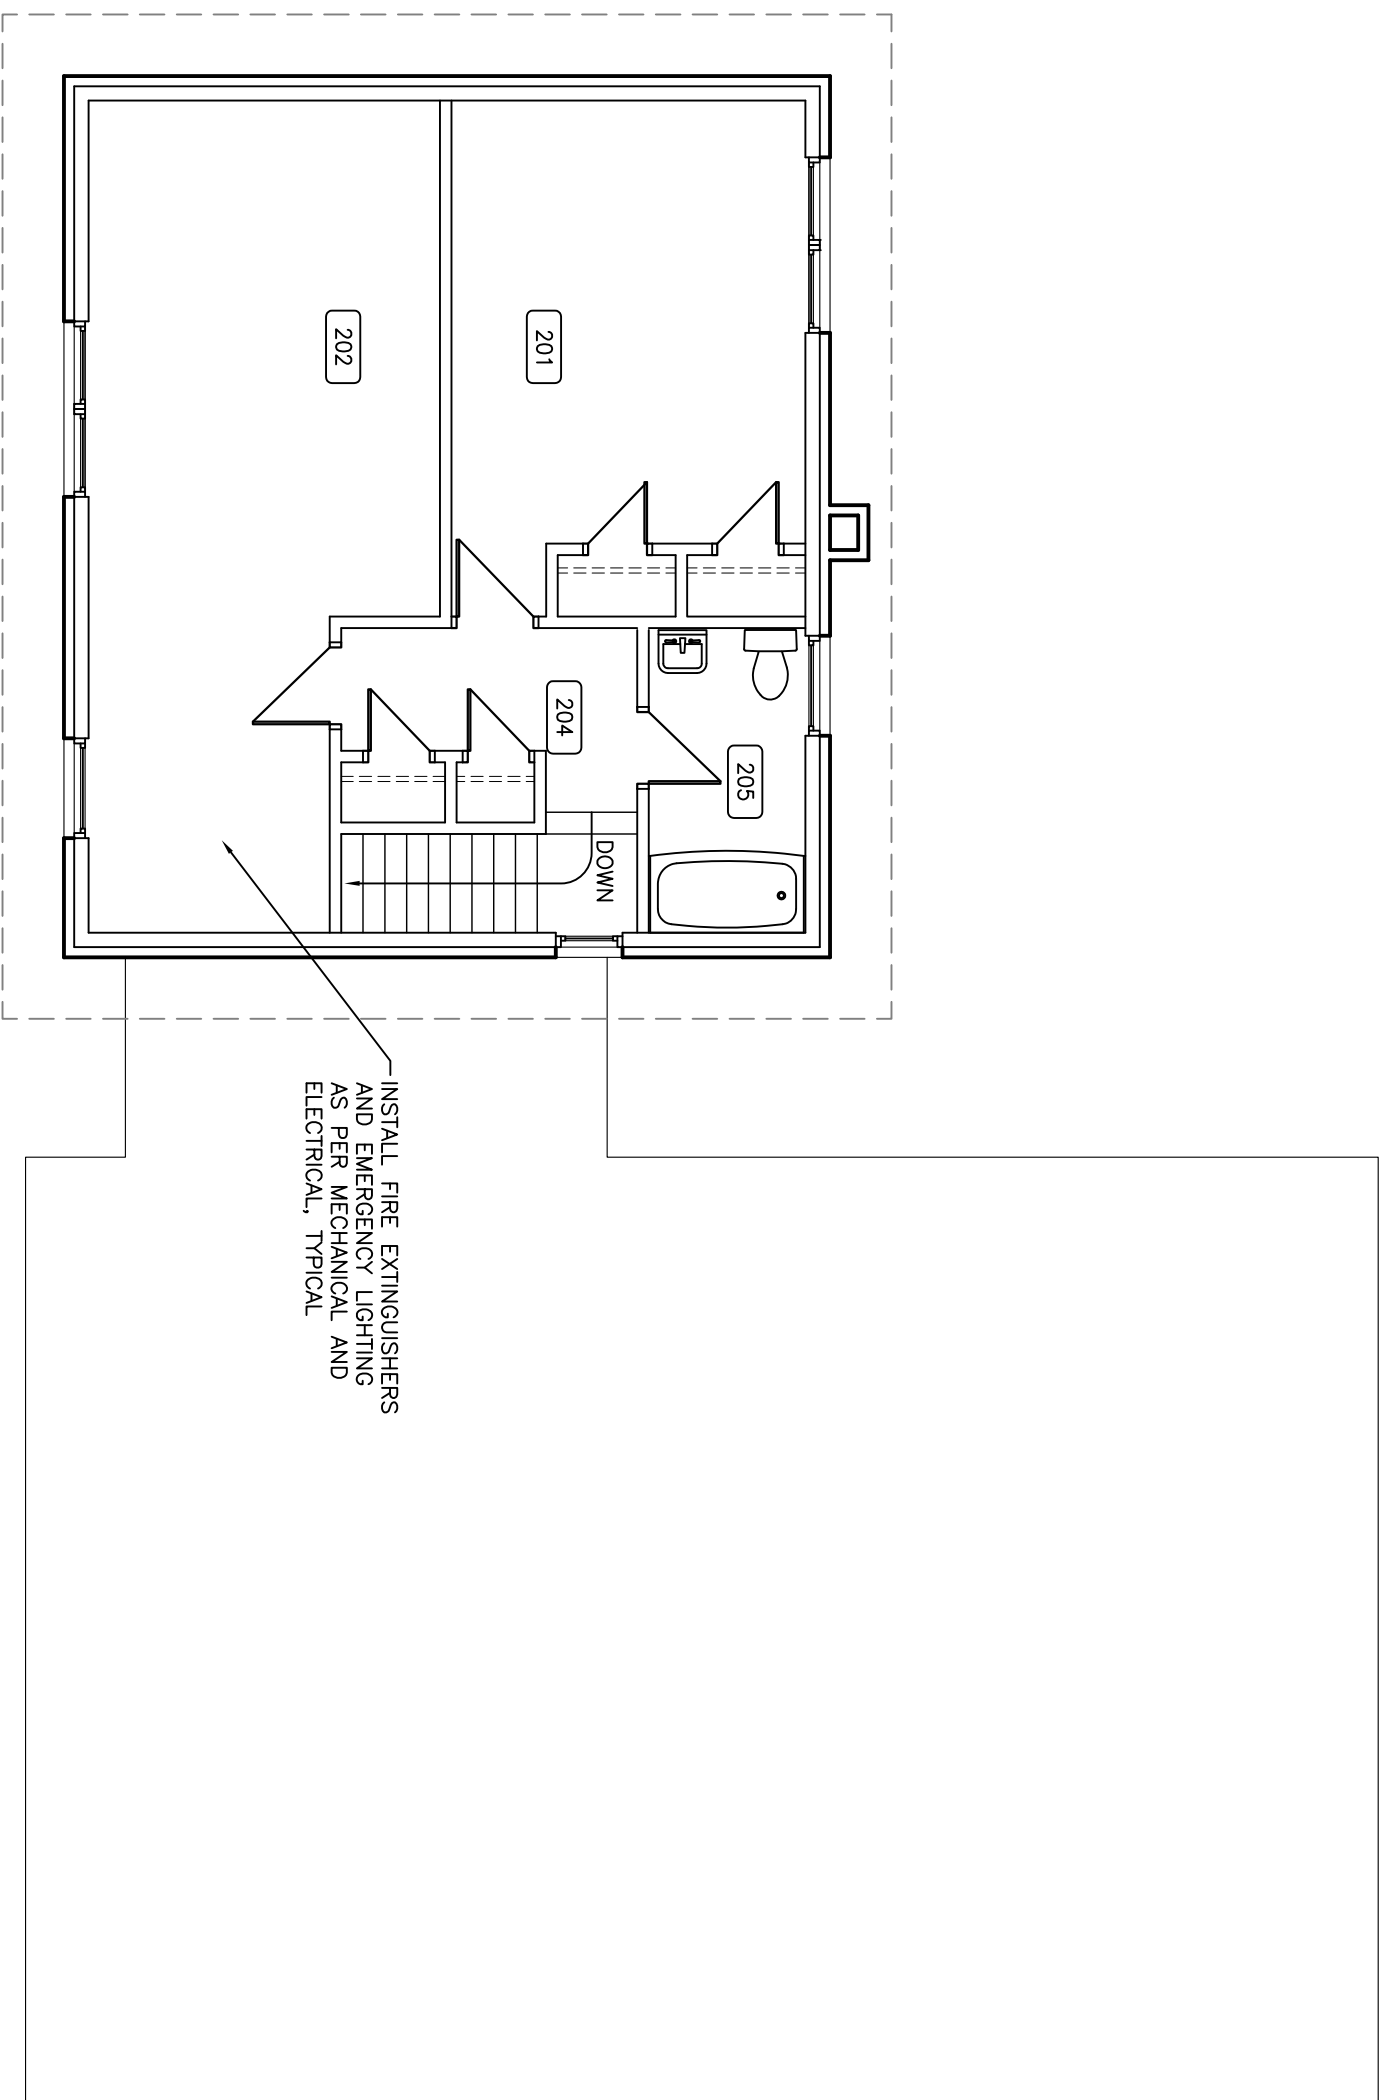 201
202
204
205
DOWN
INSTALL FIRE EXTINGUISHERS
AND EMERGENCY LIGHTING
AS PER MECHANICAL AND
ELECTRICAL, TYPICAL